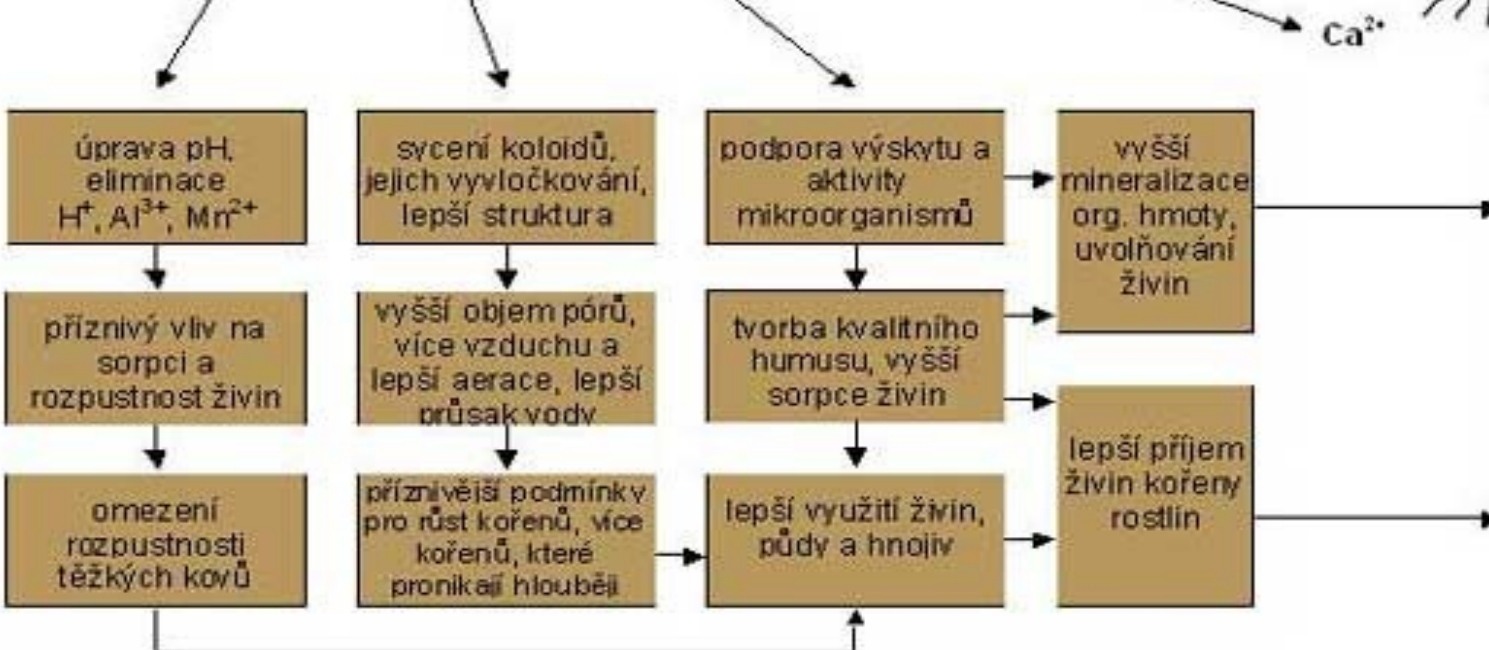 Ca²⁺
úprava pH,
eliminace
H⁺, Al³⁺, Mn²⁺
sycení koloidů,
jejich vyvločkování,
lepší struktura
podpora výskytu a
aktivity
mikroorganismů
vyšší
mineralizace
org. hmoty,
uvolňování
živin
příznivý vliv na
sorpci a
rozpustnost živin
vyšší objem pórů,
více vzduchu a
lepší aerace, lepší
průsak vody
tvorba kvalitního
humusu, vyšší
sorpce živin
lepší příjem
živin kořeny
rostlin
omezení
rozpustnosti
těžkých kovů
příznivější podmínky
pro růst kořenů, více
kořenů, které
pronikají hlouběji
lepší využití živin,
půdy a hnojiv